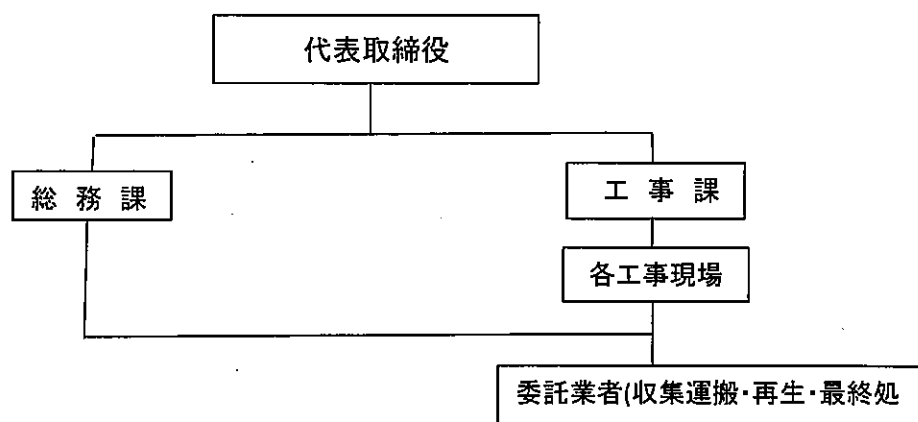 代表取締役
総務課
工事課
各工事現場
委託業者(収集運搬・再生・最終処